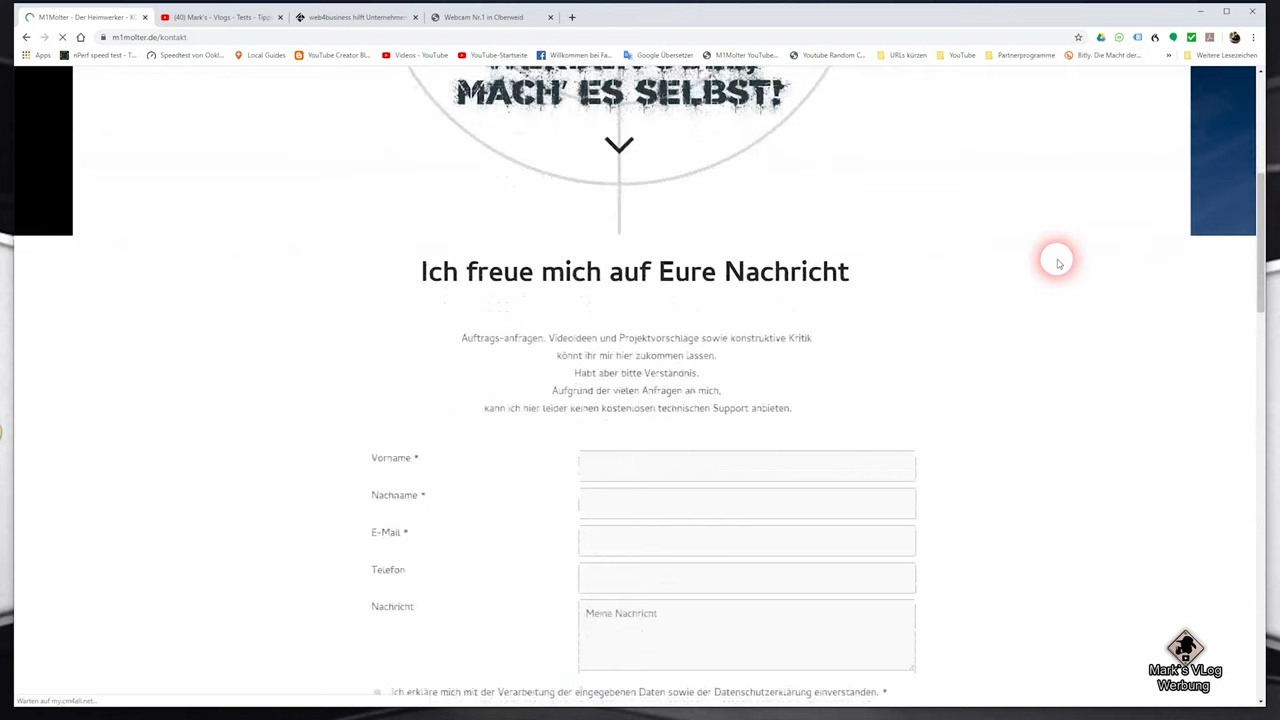 M1Molter - Der Heimwerker - K
(40) Mark's - Vlogs - Tests - Tipp
web4business hilft Unternehme
Webcam Nr.1 in Oberweid
m1molter.de/kontakt
Apps
nPerf speed test - T...
Speedtest von Ookl...
Local Guides
YouTube Creator Bl...
Videos - YouTube
YouTube-Startseite
Willkommen bei Fa...
Google Übersetzer
M1Molter YouTube...
Youtube Random C...
URLs kürzen
YouTube
Partnerprogramme
Bitly. Die Macht der...
Weitere Lesezeichen
MACH' ES SELBST!
Ich freue mich auf Eure Nachricht
Auftrags-anfragen, Videoideen und Projektvorschläge sowie konstruktive Kritik
könnt ihr mir hier zukommen lassen.
Habt aber bitte Verständnis.
Aufgrund der vielen Anfragen an mich,
kann ich hier leider keinen kostenlosen technischen Support anbieten.
Vorname *
Nachname *
E-Mail *
Telefon
Nachricht
Meine Nachricht
Ich erkläre mich mit der Verarbeitung der eingegebenen Daten sowie der Datenschutzerklärung einverstanden. *
Warten auf my.cm4all.net...
Mark's VLog
Werbung